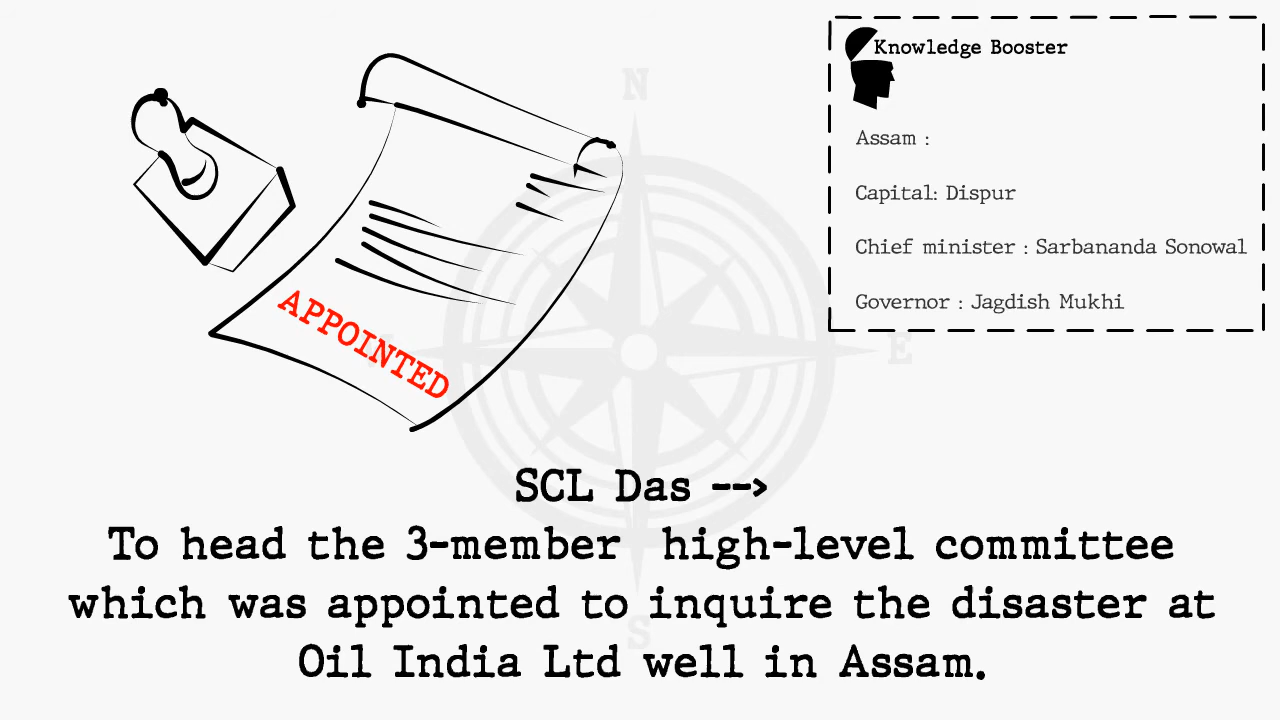 Knowledge Booster
Assam :
Capital: Dispur
Chief minister : Sarbananda Sonowal
Governor : Jagdish Mukhi
N
E
S
APPOINTED
SCL Das -->
To head the 3-member high-level committee
which was appointed to inquire the disaster at
Oil India Ltd well in Assam.